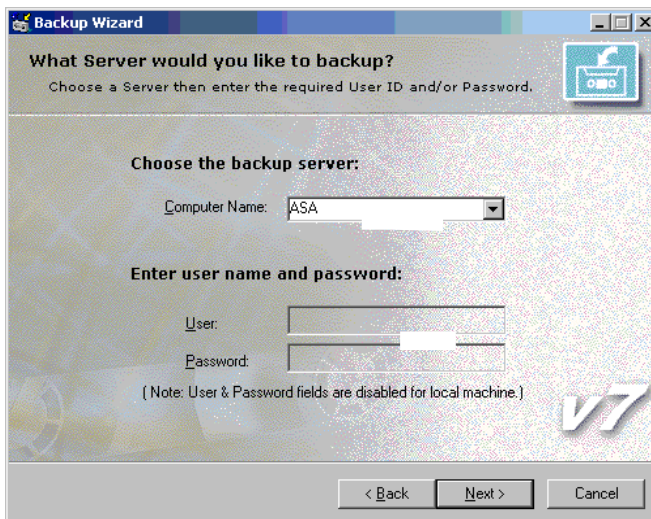 Backup Wizard
What Server would you like to backup?
Choose a Server then enter the required User ID and/or Password.
Choose the backup server:
Computer Name: ASA
Enter user name and password:
User:
Password:
( Note: User & Password fields are disabled for local machine.)
v7
< Back Next > Cancel